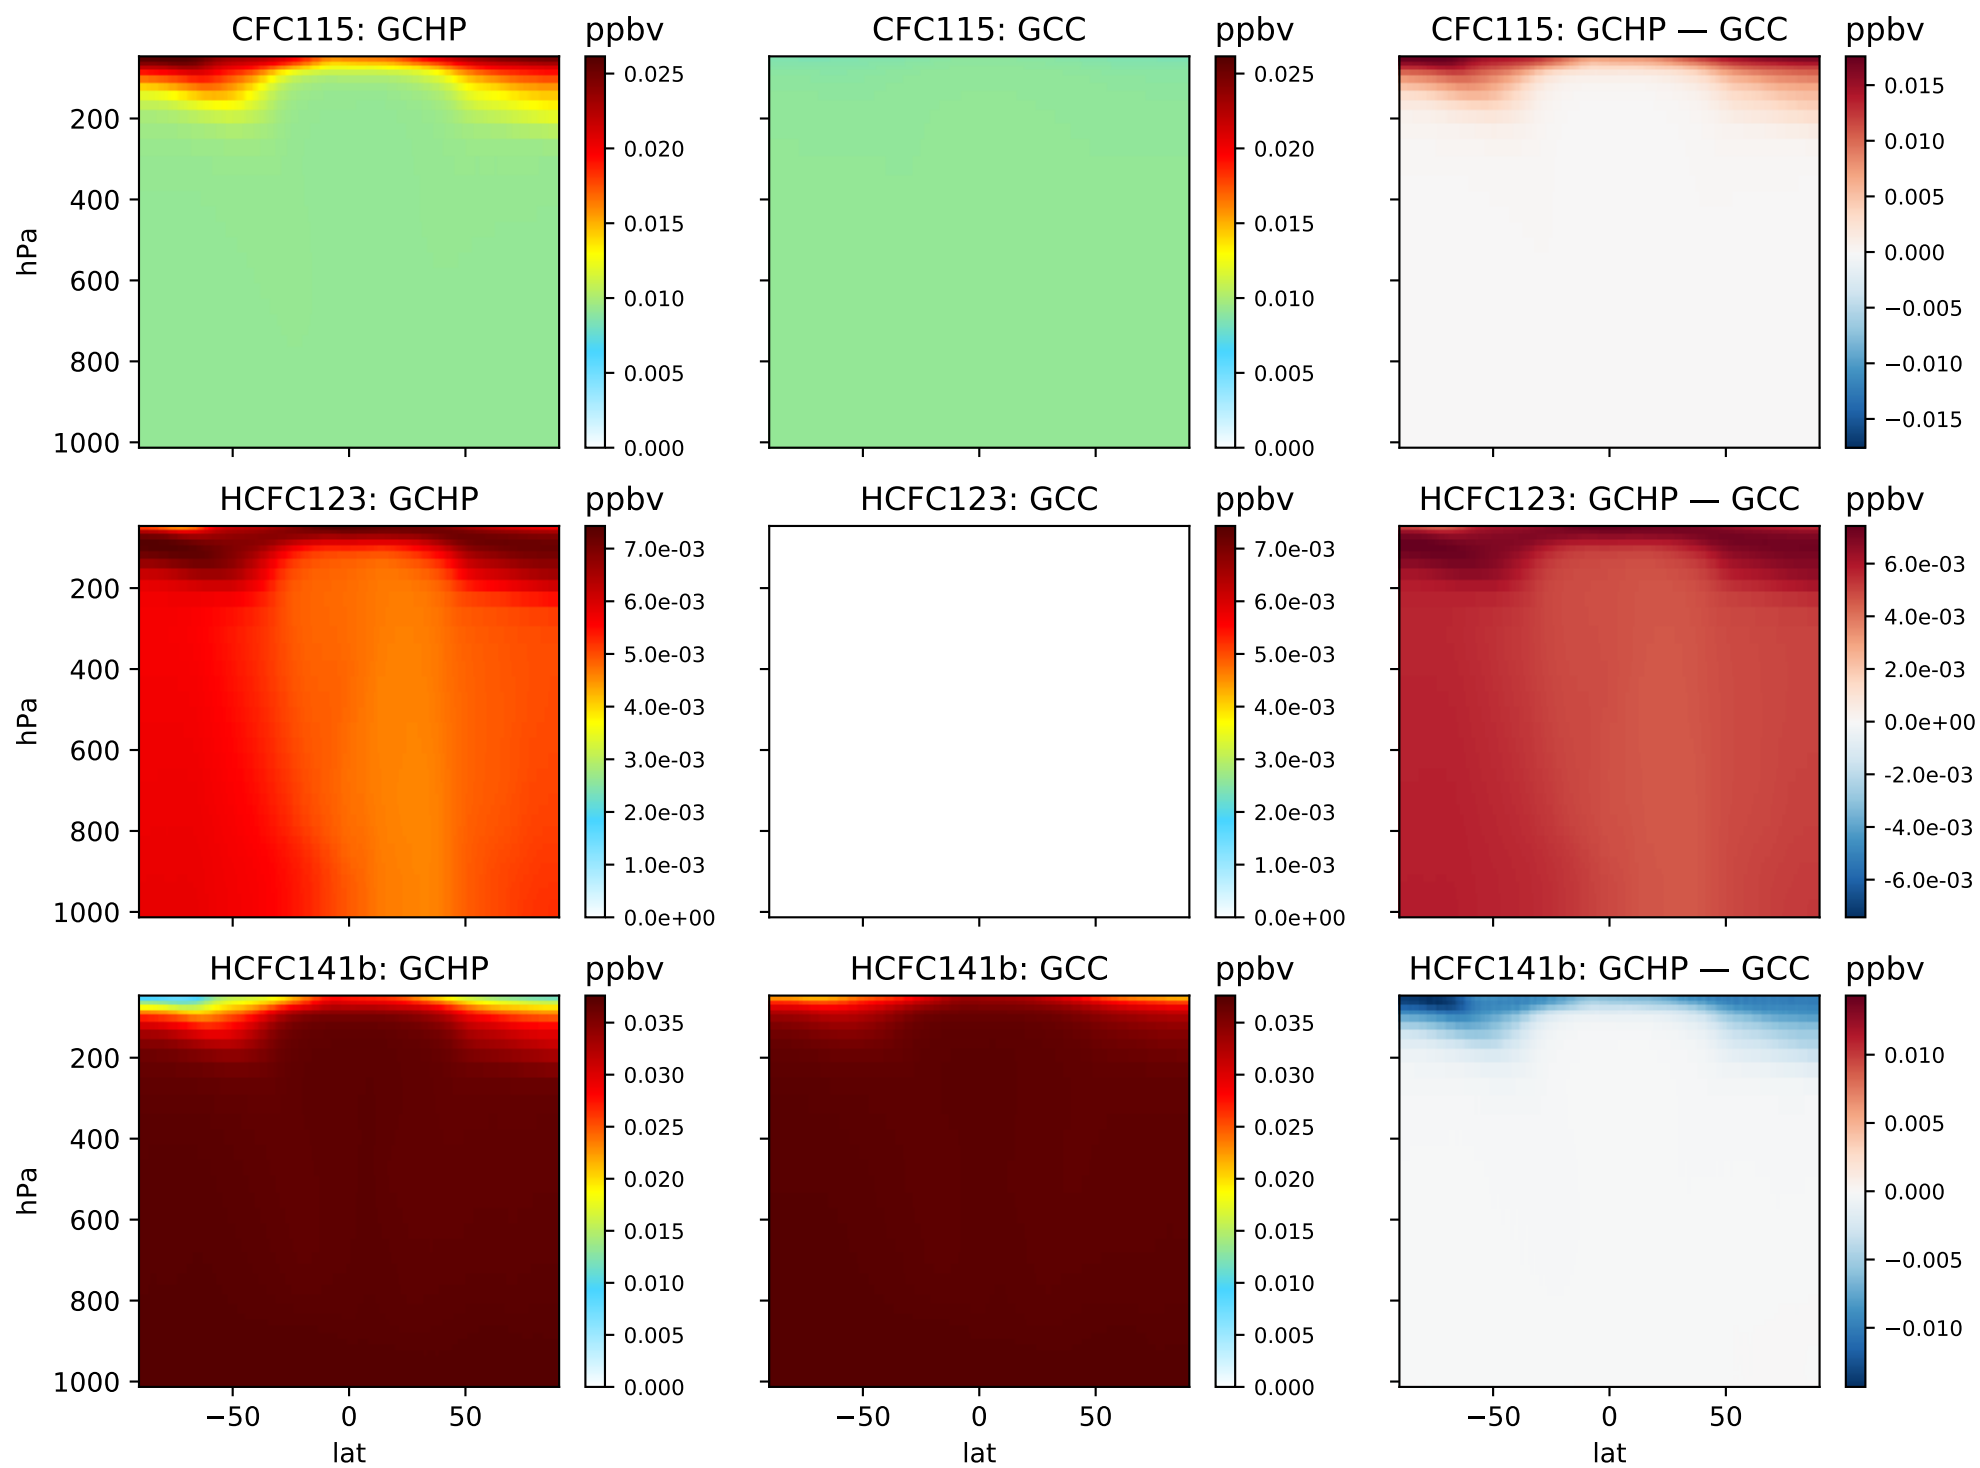 CFC115: GCHP
ppbv
CFC115: GCC
ppbv
CFC115: GCHP — GCC
ppbv
hPa
200
400
600
800
1000
0.025
0.020
0.015
0.010
0.005
0.000
0.025
0.020
0.015
0.010
0.005
0.000
0.015
0.010
0.005
0.000
−0.005
−0.010
−0.015
HCFC123: GCHP
ppbv
HCFC123: GCC
ppbv
HCFC123: GCHP — GCC
ppbv
hPa
200
400
600
800
1000
7.0e-03
6.0e-03
5.0e-03
4.0e-03
3.0e-03
2.0e-03
1.0e-03
0.0e+00
7.0e-03
6.0e-03
5.0e-03
4.0e-03
3.0e-03
2.0e-03
1.0e-03
0.0e+00
6.0e-03
4.0e-03
2.0e-03
0.0e+00
-2.0e-03
-4.0e-03
-6.0e-03
HCFC141b: GCHP
ppbv
HCFC141b: GCC
ppbv
HCFC141b: GCHP — GCC
ppbv
hPa
200
400
600
800
1000
0.035
0.030
0.025
0.020
0.015
0.010
0.005
0.000
0.035
0.030
0.025
0.020
0.015
0.010
0.005
0.000
0.010
0.005
0.000
−0.005
−0.010
−50 0 50
−50 0 50
−50 0 50
lat
lat
lat